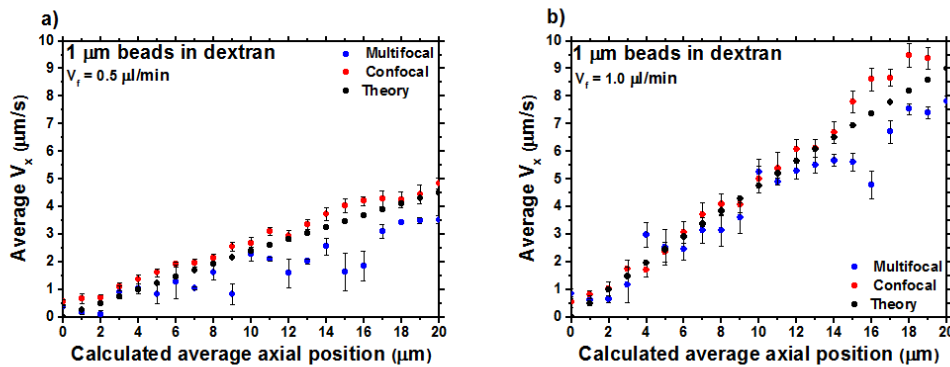 a)
1 μm beads in dextran
V_f = 0.5 μl/min
Multifocal
Confocal
Theory
Average V_x (μm/s)
10
9
8
7
6
5
4
3
2
1
0
0 2 4 6 8 10 12 14 16 18 20
Calculated average axial position (μm)
b)
1 μm beads in dextran
V_f = 1.0 μl/min
Average V_x (μm/s)
10
9
8
7
6
5
4
3
2
1
0
Multifocal
Confocal
Theory
0 2 4 6 8 10 12 14 16 18 20
Calculated average axial position (μm)